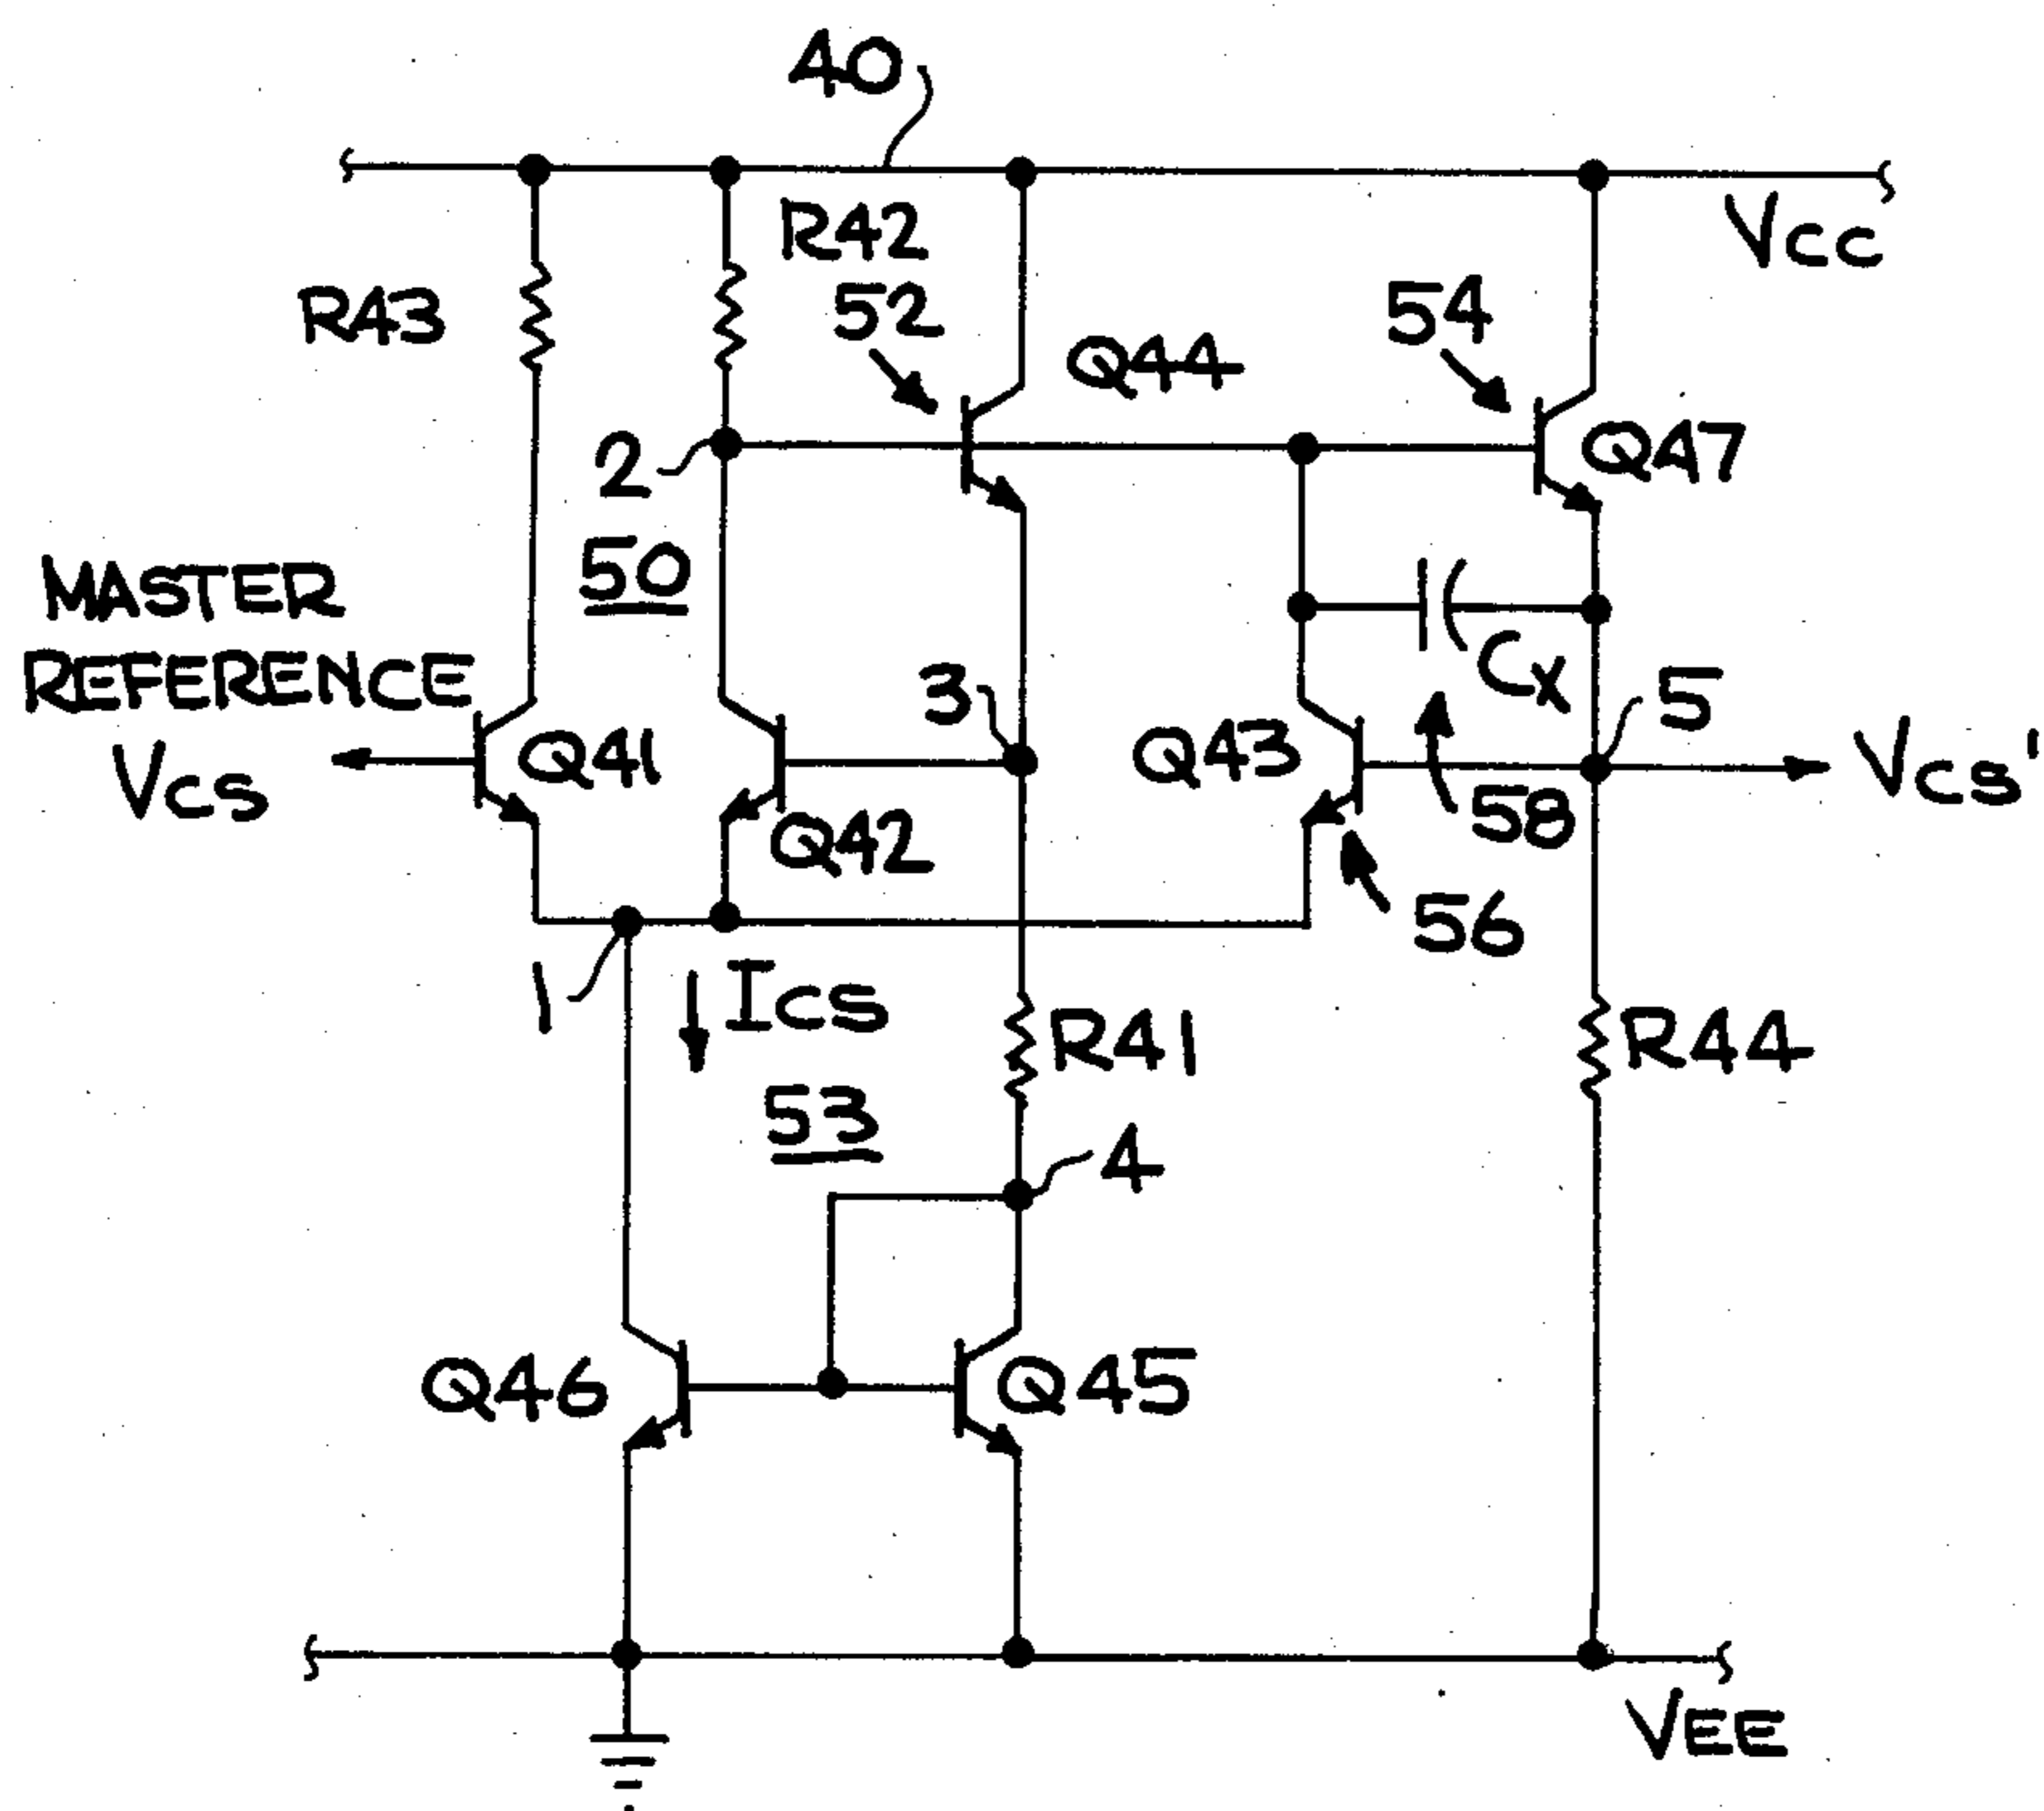 40
VCC
R42
R43
52
54
Q44
Q47
2
50
MASTER
REFERENCE
VCS
Q41
Q42
3
Q43
CX
5
VCS'
58
56
1
ICS
R41
R44
53
4
Q46
Q45
VEE